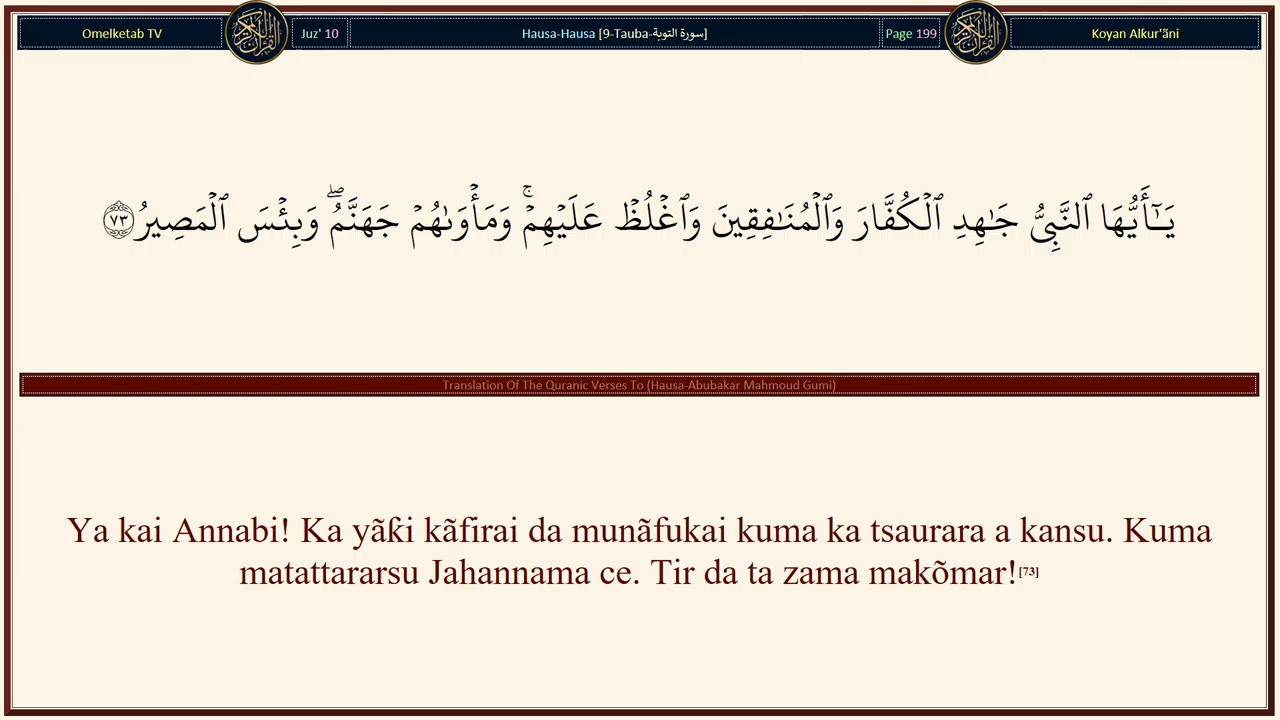 Omelketab TV
Juz' 10
Hausa-Hausa [9-Tauba-سورة التوبة]
Page 199
Koyan Alƙur'ãni
يَـٰٓأَيُّهَا ٱلنَّبِىُّ جَـٰهِدِ ٱلْكُفَّارَ وَٱلْمُنَـٰفِقِينَ وَٱغْلُظْ عَلَيْهِمْ ۚ وَمَأْوَىٰهُمْ جَهَنَّمُ ۖ وَبِئْسَ ٱلْمَصِيرُ ٧٣
Translation Of The Quranic Verses To (Hausa-Abubakar Mahmoud Gumi)
Ya kai Annabi! Ka yãƙi kãfirai da munãfukai kuma ka tsaurara a kansu. Kuma
matattararsu Jahannama ce. Tir da ta zama makõmar![73]